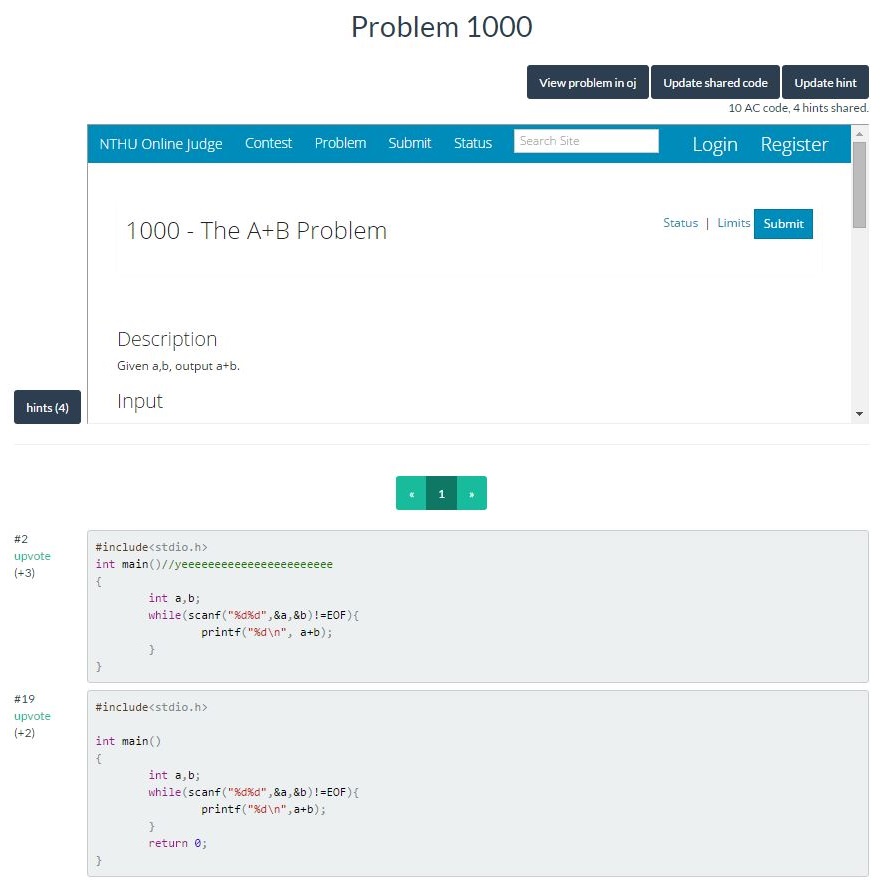 Problem 1000
View problem in oj Update shared code Update hint
10 AC code, 4 hints shared.
NTHU Online Judge Contest Problem Submit Status Search Site Login Register
1000 - The A+B Problem Status | Limits Submit
Description
Given a,b, output a+b.
hints (4)
Input
« 1 »
#2
upvote
(+3)
#include<stdio.h>
int main()//yeeeeeeeeeeeeeeeeeeeeeee
{
int a,b;
while(scanf("%d%d",&a,&b)!=EOF){
printf("%d\n", a+b);
}
}
#19
upvote
(+2)
#include<stdio.h>
int main()
{
int a,b;
while(scanf("%d%d",&a,&b)!=EOF){
printf("%d\n",a+b);
}
return 0;
}